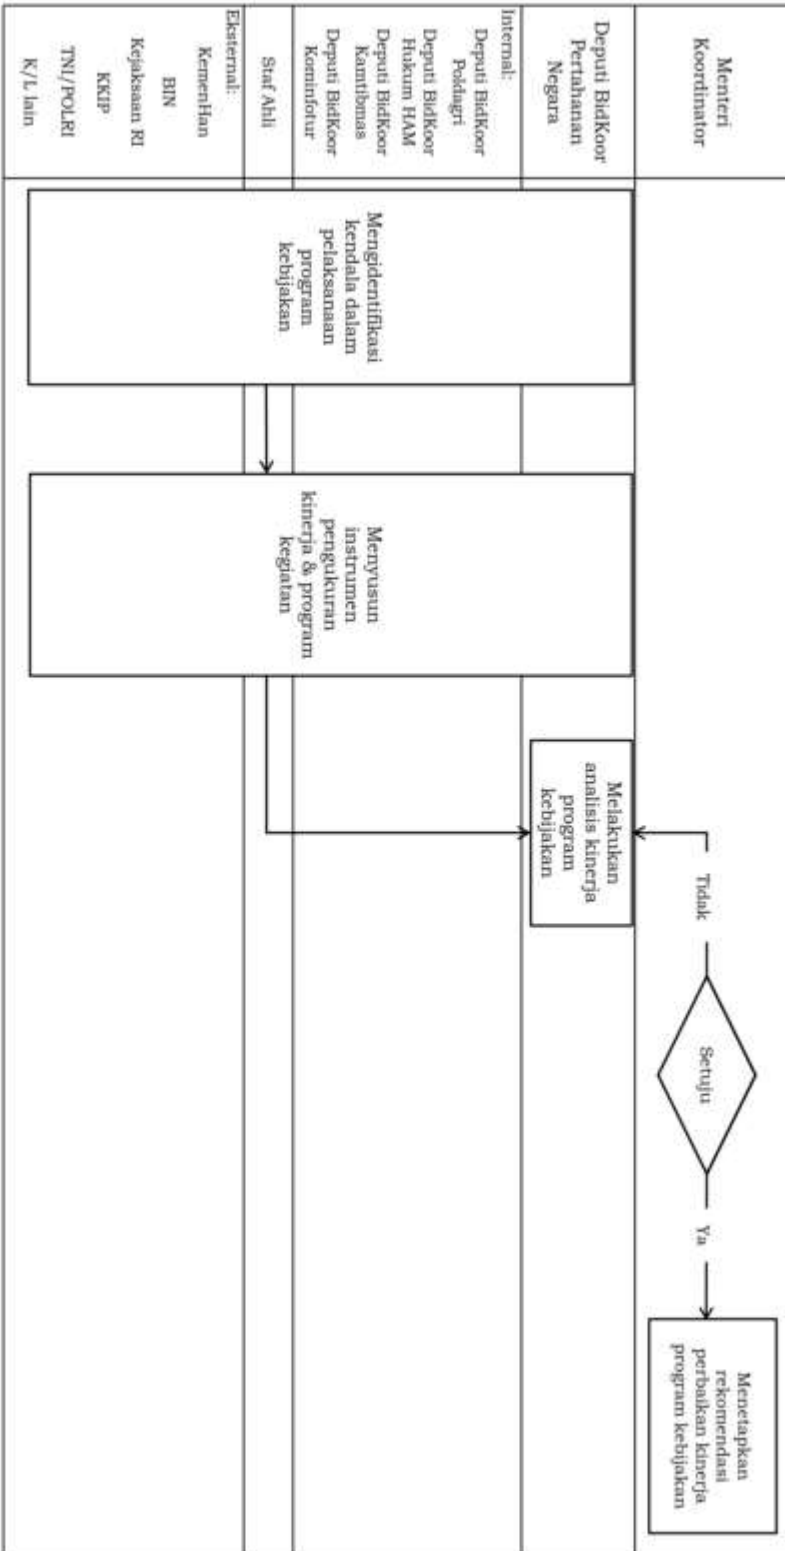 Menteri
Koordinator
Deputi BidKoor
Pertahanan
Negara
Internal:
Deputi BidKoor
Poldagri
Deputi BidKoor
Hukum HAM
Deputi BidKoor
Kamtibmas
Deputi BidKoor
Kominfotur
Staf Ahli
Eksternal:
KemenHan
BIN
Kejaksaan RI
KKIP
TNI/POLRI
K/L lain
Mengidentifikasi
kendala dalam
pelaksanaan
program
kebijakan
Menyusun
instrumen
pengukuran
kinerja & program
kegiatan
Melakukan
analisis kinerja
program
kebijakan
Tidak
Setuju
Ya
Menetapkan
rekomendasi
perbaikan kinerja
program kebijakan